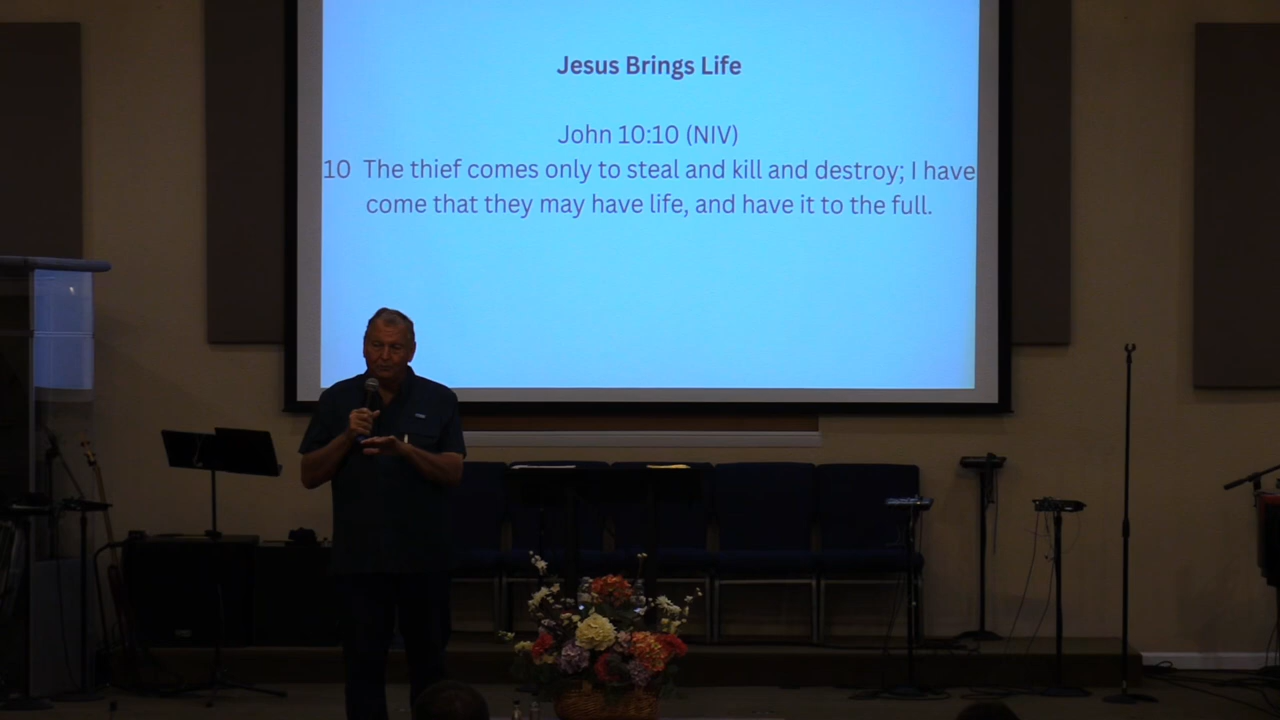 Jesus Brings Life
John 10:10 (NIV)
10 The thief comes only to steal and kill and destroy; I have
come that they may have life, and have it to the full.